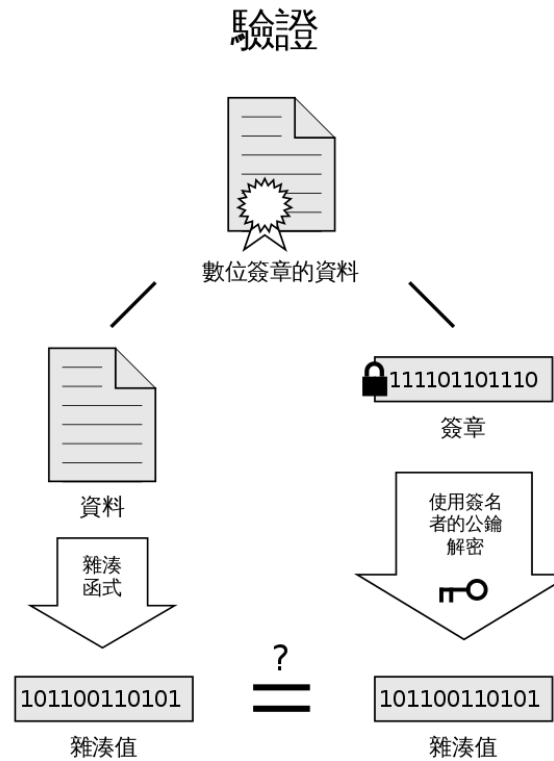 驗證
數位簽章的資料
111101101110
簽章
資料
使用簽名
者的公鑰
解密
雜湊
函式
?
=
101100110101
101100110101
雜湊值
雜湊值